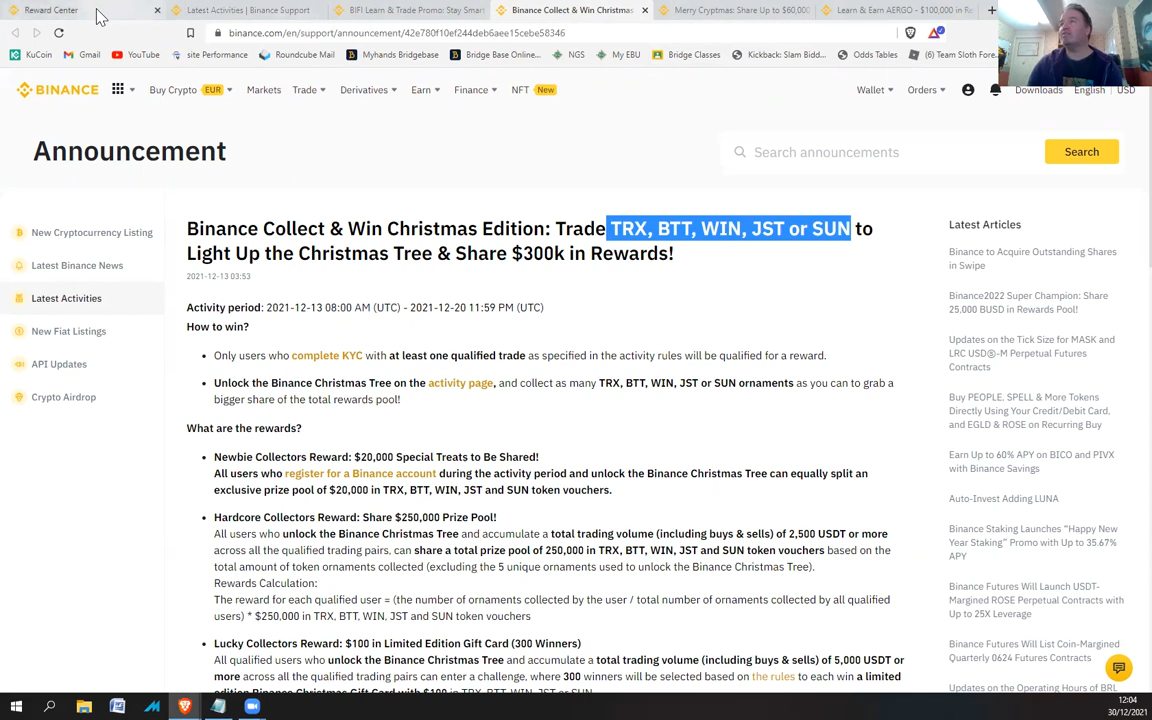 Reward Center
Latest Activities | Binance Support
BIFI Learn & Trade Promo: Stay Smart
Binance Collect & Win Christmas
Merry Cryptmas: Share Up to $60,000
Learn & Earn AERGO - $100,000 in Re
binance.com/en/support/announcement/42e780f10ef244deb6aee15cebe58346
KuCoin
Gmail
YouTube
site Performance
Roundcube Mail
Myhands Bridgebase
Bridge Base Online...
NGS
My EBU
Bridge Classes
Kickback: Slam Bidd...
Odds Tables
(6) Team Sloth Fore
BINANCE
Buy Crypto EUR
Markets
Trade
Derivatives
Earn
Finance
NFT New
Wallet
Orders
Downloads
English
USD
Announcement
Search announcements
Search
New Cryptocurrency Listing
Latest Binance News
Latest Activities
New Fiat Listings
API Updates
Crypto Airdrop
Binance Collect & Win Christmas Edition: Trade TRX, BTT, WIN, JST or SUN to
Light Up the Christmas Tree & Share $300k in Rewards!
2021-12-13 03:53
Activity period: 2021-12-13 08:00 AM (UTC) - 2021-12-20 11:59 PM (UTC)
How to win?
• Only users who complete KYC with at least one qualified trade as specified in the activity rules will be qualified for a reward.
• Unlock the Binance Christmas Tree on the activity page, and collect as many TRX, BTT, WIN, JST or SUN ornaments as you can to grab a
bigger share of the total rewards pool!
What are the rewards?
• Newbie Collectors Reward: $20,000 Special Treats to Be Shared!
All users who register for a Binance account during the activity period and unlock the Binance Christmas Tree can equally split an
exclusive prize pool of $20,000 in TRX, BTT, WIN, JST and SUN token vouchers.
• Hardcore Collectors Reward: Share $250,000 Prize Pool!
All users who unlock the Binance Christmas Tree and accumulate a total trading volume (including buys & sells) of 2,500 USDT or more
across all the qualified trading pairs, can share a total prize pool of 250,000 in TRX, BTT, WIN, JST and SUN token vouchers based on the
total amount of token ornaments collected (excluding the 5 unique ornaments used to unlock the Binance Christmas Tree).
Rewards Calculation:
The reward for each qualified user = (the number of ornaments collected by the user / total number of ornaments collected by all qualified
users) * $250,000 in TRX, BTT, WIN, JST and SUN token vouchers
• Lucky Collectors Reward: $100 in Limited Edition Gift Card (300 Winners)
All qualified users who unlock the Binance Christmas Tree and accumulate a total trading volume (including buys & sells) of 5,000 USDT or
more across all the qualified trading pairs can enter a challenge, where 300 winners will be selected based on the rules to each win a limited
edition Binance Christmas Gift Card with $100 in TRX, BTT, WIN, JST or SUN.
Latest Articles
Binance to Acquire Outstanding Shares
in Swipe
Binance2022 Super Champion: Share
25,000 BUSD in Rewards Pool!
Updates on the Tick Size for MASK and
LRC USDⓈ-M Perpetual Futures
Contracts
Buy PEOPLE, SPELL & More Tokens
Directly Using Your Credit/Debit Card,
and EGLD & ROSE on Recurring Buy
Earn Up to 60% APY on BICO and PIVX
with Binance Savings
Auto-Invest Adding LUNA
Binance Staking Launches “Happy New
Year Staking” Promo with Up to 35.67%
APY
Binance Futures Will Launch USDT-
Margined ROSE Perpetual Contracts with
Up to 25X Leverage
Binance Futures Will List Coin-Margined
Quarterly 0624 Futures Contracts
Updates on the Operating Hours of BRL
12:04
30/12/2021